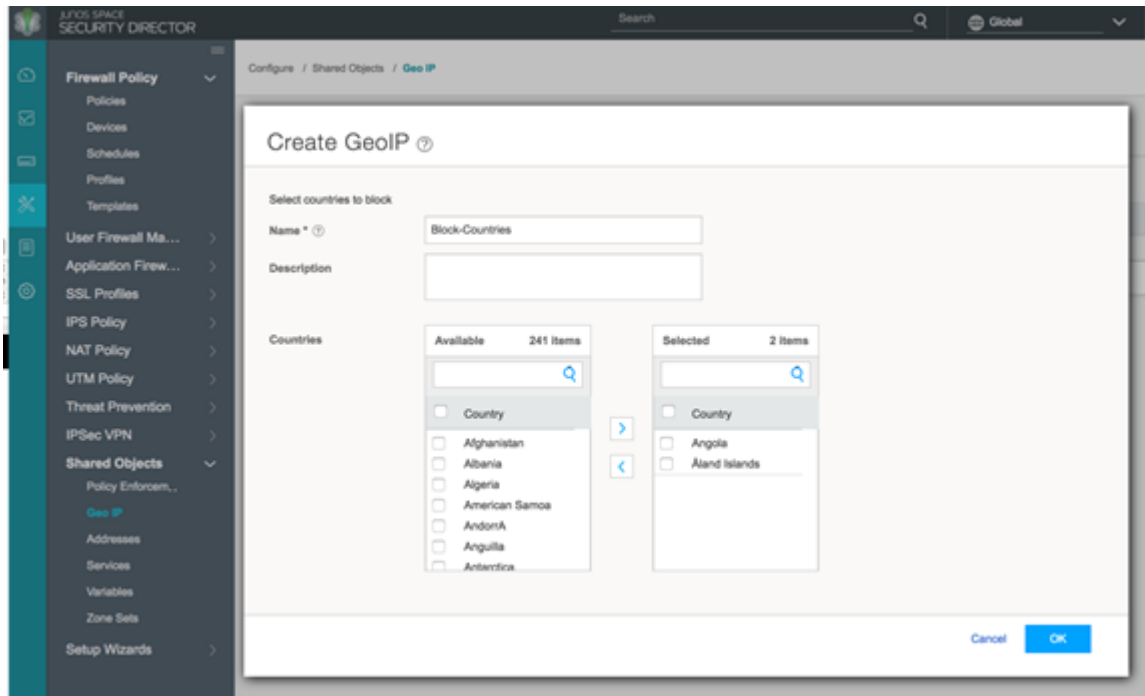 JUNOS SPACE
SECURITY DIRECTOR
Search
Global
Firewall Policy
Policies
Devices
Schedules
Profiles
Templates
User Firewall Ma...
Application Firew...
SSL Profiles
IPS Policy
NAT Policy
UTM Policy
Threat Prevention
IPSec VPN
Shared Objects
Policy Enforcem...
Geo IP
Addresses
Services
Variables
Zone Sets
Setup Wizards
Configure / Shared Objects / Geo IP
Create GeoIP ?
Select countries to block
Name * ?
Block-Countries
Description
Countries
Available 241 items
Country
Afghanistan
Albania
Algeria
American Samoa
AndorrA
Anguilla
Antarctica
Selected 2 items
Country
Angola
Åland Islands
Cancel
OK